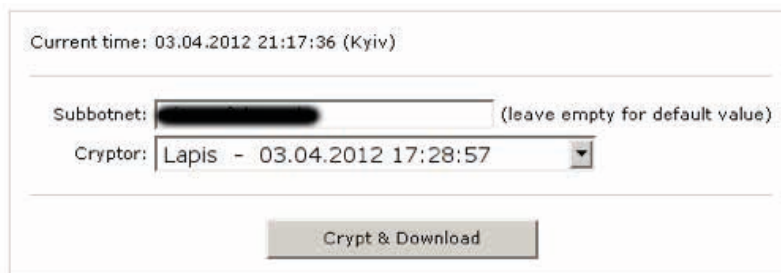 Current time: 03.04.2012 21:17:36 (Kyiv)
Subbotnet: (leave empty for default value)
Cryptor: Lapis - 03.04.2012 17:28:57
Crypt & Download